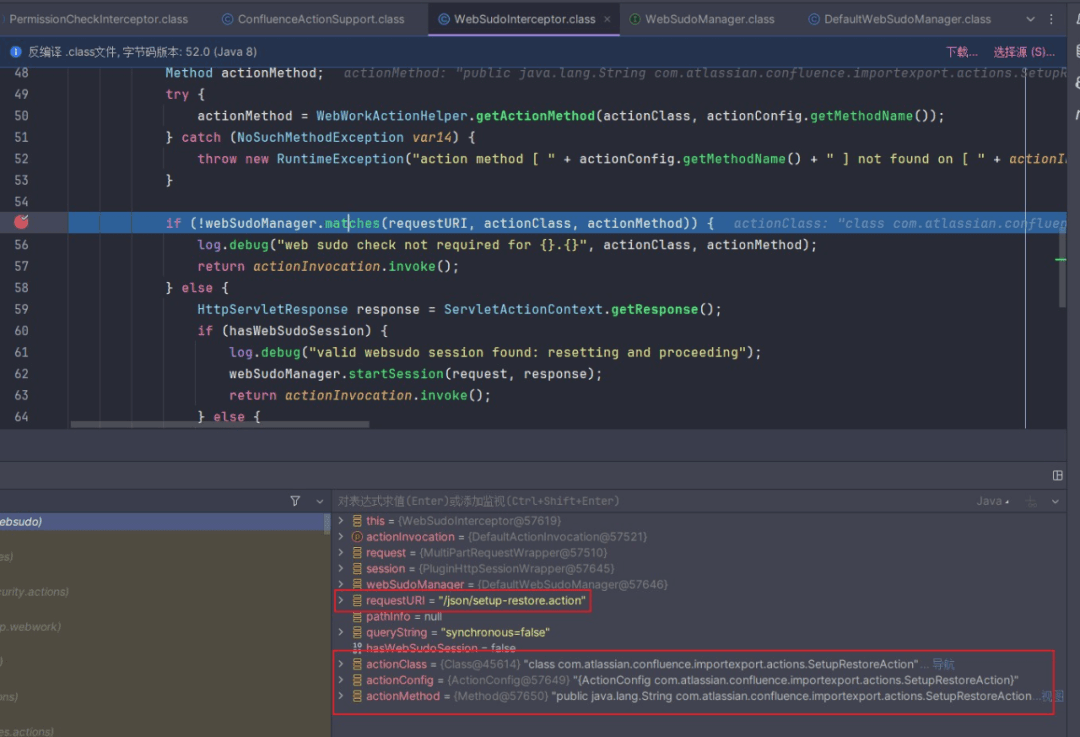 PermissionCheckInterceptor.class
ConfluenceActionSupport.class
WebSudoInterceptor.class
WebSudoManager.class
DefaultWebSudoManager.class
反编译 .class文件, 字节码版本: 52.0 (Java 8)
下载...
选择源 (S)...
48 Method actionMethod; actionMethod: "public java.lang.String com.atlassian.confluence.importexport.actions.SetupR
49 try {
50 actionMethod = WebWorkActionHelper.getActionMethod(actionClass, actionConfig.getMethodName());
51 } catch (NoSuchMethodException var14) {
52 throw new RuntimeException("action method [ " + actionConfig.getMethodName() + " ] not found on [ " + actionI
53 }
54
if (!webSudoManager.matches(requestURI, actionClass, actionMethod)) { actionClass: "class com.atlassian.confluen
56 log.debug("web sudo check not required for {}.{}", actionClass, actionMethod);
57 return actionInvocation.invoke();
58 } else {
59 HttpServletResponse response = ServletActionContext.getResponse();
60 if (hasWebSudoSession) {
61 log.debug("valid websudo session found: resetting and proceeding");
62 webSudoManager.startSession(request, response);
63 return actionInvocation.invoke();
64 } else {
对表达式求值(Enter)或添加监视(Ctrl+Shift+Enter)
Java
ebsudo)
es)
urity.actions)
p.webwork)
)
ons)
es.actions)
this = {WebSudoInterceptor@57619}
actionInvocation = {DefaultActionInvocation@57521}
request = {MultiPartRequestWrapper@57510}
session = {PluginHttpSessionWrapper@57645}
webSudoManager = {DefaultWebSudoManager@57646}
requestURI = "/json/setup-restore.action"
pathInfo = null
queryString = "synchronous=false"
hasWebSudoSession = false
actionClass = {Class@45614} "class com.atlassian.confluence.importexport.actions.SetupRestoreAction" ... 导航
actionConfig = {ActionConfig@57649} "{ActionConfig com.atlassian.confluence.importexport.actions.SetupRestoreAction}"
actionMethod = {Method@57650} "public java.lang.String com.atlassian.confluence.importexport.actions.SetupRestoreAction... 视图